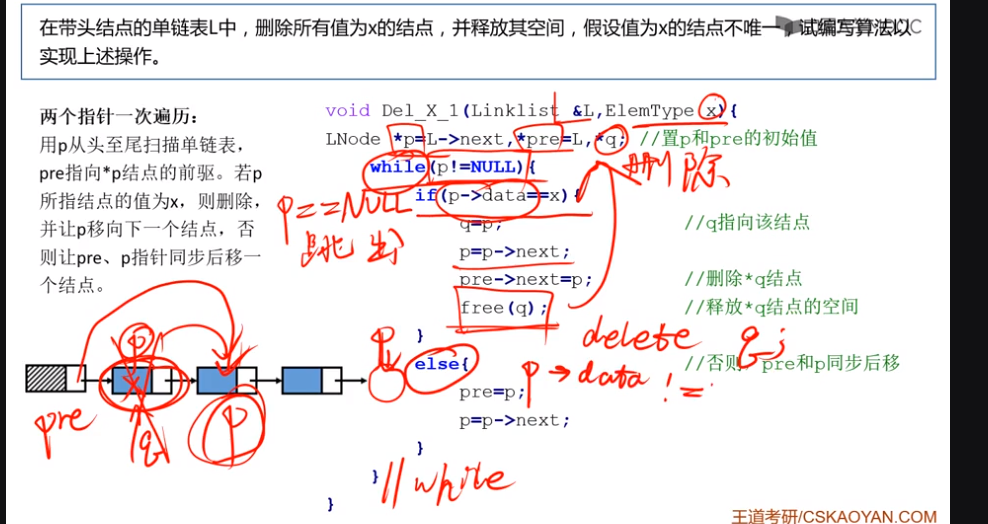 在带头结点的单链表L中，删除所有值为x的结点，并释放其空间，假设值为x的结点不唯一，试编写算法以
实现上述操作。
两个指针一次遍历：
用p从头至尾扫描单链表，
pre指向*p结点的前驱。若p
所指结点的值为x，则删除，
并让p移向下一个结点，否
则让pre、p指针同步后移一
个结点。
void Del_X_1(Linklist &L,ElemType x){
LNode *p=L->next,*pre=L,*q; //置p和pre的初始值
while(p!=NULL){
if(p->data==x){
q=p; //q指向该结点
p=p->next;
pre->next=p; //删除*q结点
free(q); //释放*q结点的空间
}
else{ //否则，pre和p同步后移
pre=p;
p=p->next;
}
}
}
删除
p==NULL
跳出
delete q;
p→data !=
//while
p
p
x
p
pre
q
王道考研/CSKAOYAN.COM